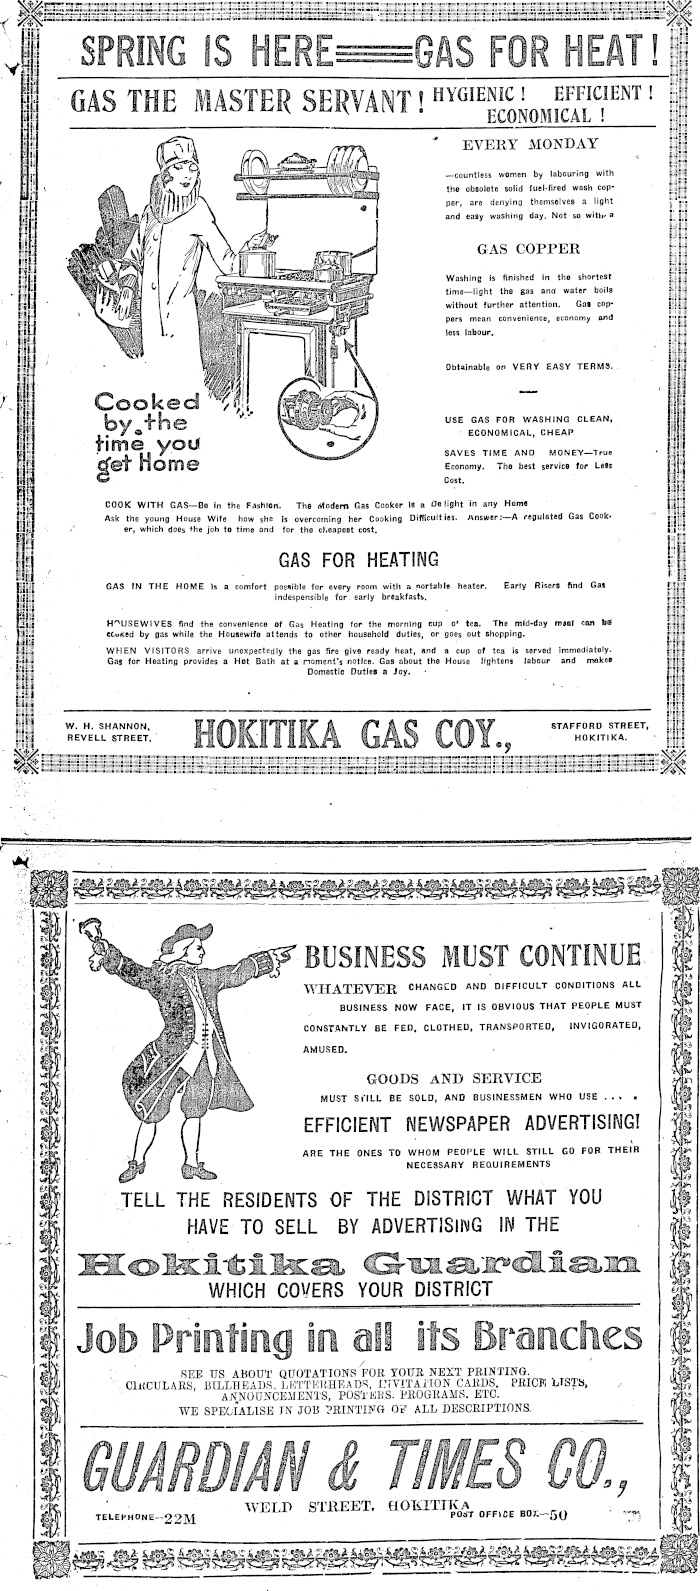 SPRING IS HERE GAS FOR HEAT!
GAS THE MASTER SERVANT! HYGIENIC! EFFICIENT!
ECONOMICAL!
EVERY MONDAY
—countless women by labouring with
the obsolete solid fuel-fired wash cop-
per, are denying themselves a light
and easy washing day. Not so with a
GAS COPPER
Washing is finished in the shortest
time—light the gas and water boils
without further attention. Gas cop-
pers mean convenience, economy and
less labour.
Obtainable on VERY EASY TERMS.
USE GAS FOR WASHING CLEAN,
ECONOMICAL, CHEAP
SAVES TIME AND MONEY—True
Economy. The best service for Less
Cost.
Cooked
by the
time you
get Home
COOK WITH GAS—Be in the Fashion. The Modern Gas Cooker is a Delight in any Home
Ask the young House Wife how she is overcoming her Cooking Difficulties. Answer:—A regulated Gas Cook-
er, which does the job to time and for the cheapest cost.
GAS FOR HEATING
GAS IN THE HOME is a comfort possible for every room with a portable heater. Early Risers find Gas
indespensible for early breakfasts.
HOUSEWIVES find the convenience of Gas Heating for the morning cup o' tea. The mid-day meal can be
cooked by gas while the Housewife attends to other household duties, or goes out shopping.
WHEN VISITORS arrive unexpectedly the gas fire give ready heat, and a cup of tea is served immediately.
Gas for Heating provides a Hot Bath at a moment's notice. Gas about the House lightens labour and makes
Domestic Duties a Joy.
W. H. SHANNON,
REVELL STREET.
HOKITIKA GAS COY.,
STAFFORD STREET,
HOKITIKA.
BUSINESS MUST CONTINUE
WHATEVER CHANGED AND DIFFICULT CONDITIONS ALL
BUSINESS NOW FACE, IT IS OBVIOUS THAT PEOPLE MUST
CONSTANTLY BE FED, CLOTHED, TRANSPORTED, INVIGORATED,
AMUSED.
GOODS AND SERVICE
MUST STILL BE SOLD, AND BUSINESSMEN WHO USE . . . .
EFFICIENT NEWSPAPER ADVERTISING!
ARE THE ONES TO WHOM PEOPLE WILL STILL GO FOR THEIR
NECESSARY REQUIREMENTS
TELL THE RESIDENTS OF THE DISTRICT WHAT YOU
HAVE TO SELL BY ADVERTISING IN THE
Hokitika Guardian
WHICH COVERS YOUR DISTRICT
Job Printing in all its Branches
SEE US ABOUT QUOTATIONS FOR YOUR NEXT PRINTING.
CIRCULARS, BILLHEADS, LETTERHEADS, INVITATION CARDS, PRICE LISTS,
ANNOUNCEMENTS, POSTERS, PROGRAMS, ETC.
WE SPECIALISE IN JOB PRINTING OF ALL DESCRIPTIONS.
GUARDIAN & TIMES CO.,
WELD STREET, HOKITIKA
TELEPHONE—22M
POST OFFICE BOX—50